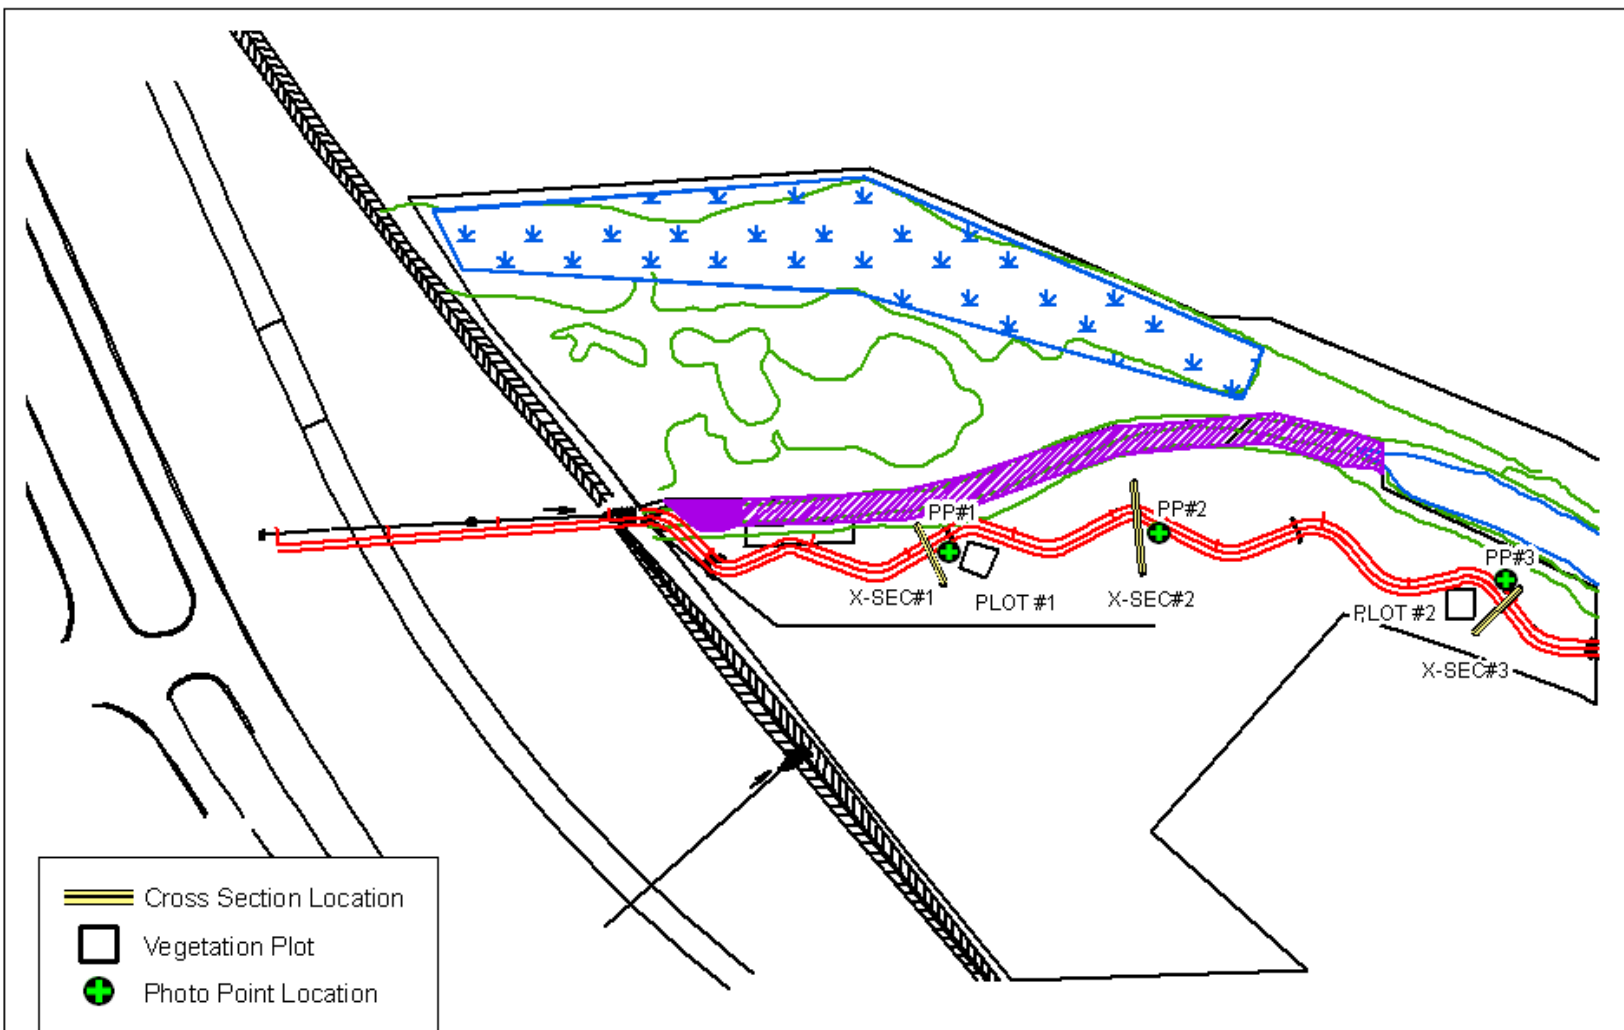 PP#1
PP#2
PP#3
X-SEC#1
PLOT #1
X-SEC#2
PLOT #2
X-SEC#3
Cross Section Location
Vegetation Plot
Photo Point Location